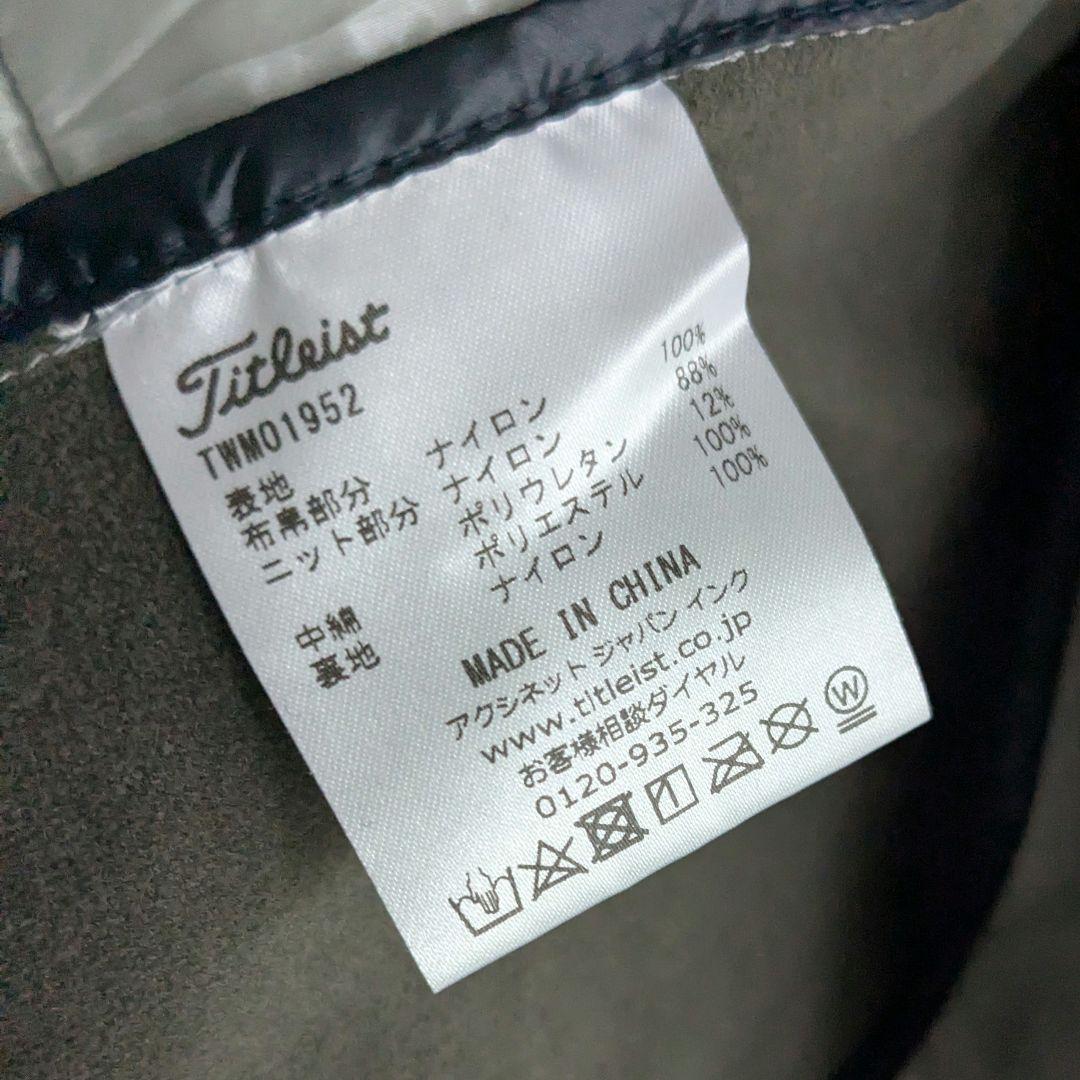 Titleist
TWMO1952
表地
布帛部分 ナイロン 100%
ニット部分 ナイロン 88%
ポリウレタン 12%
中綿 ポリエステル 100%
裏地 ナイロン 100%
MADE IN CHINA
アクシネット ジャパン インク
www.titleist.co.jp
お客様相談ダイヤル
0120-935-325
W